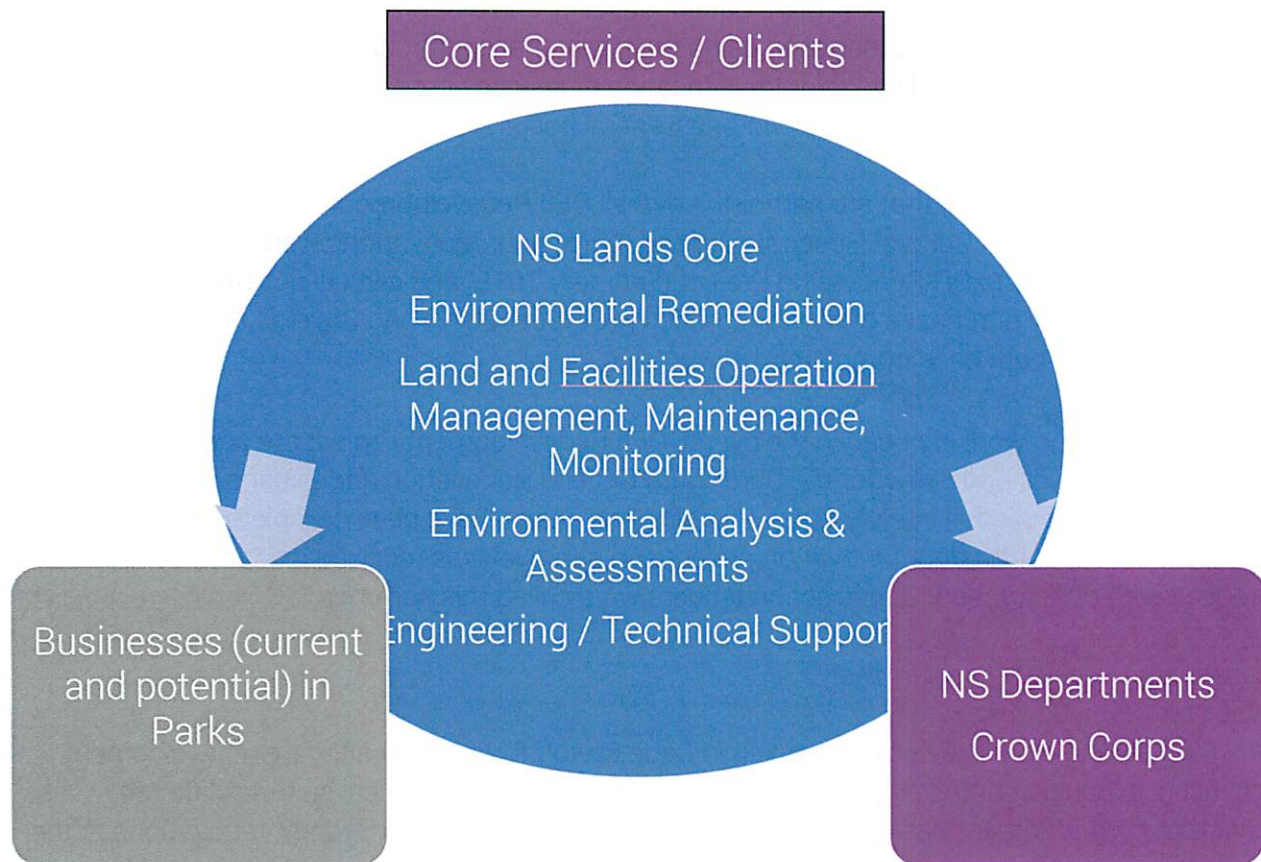 Core Services / Clients
NS Lands Core
Environmental Remediation
Land and Facilities Operation
Management, Maintenance,
Monitoring
Environmental Analysis &
Assessments
Engineering / Technical Suppor
Businesses (current
and potential) in
Parks
NS Departments
Crown Corps